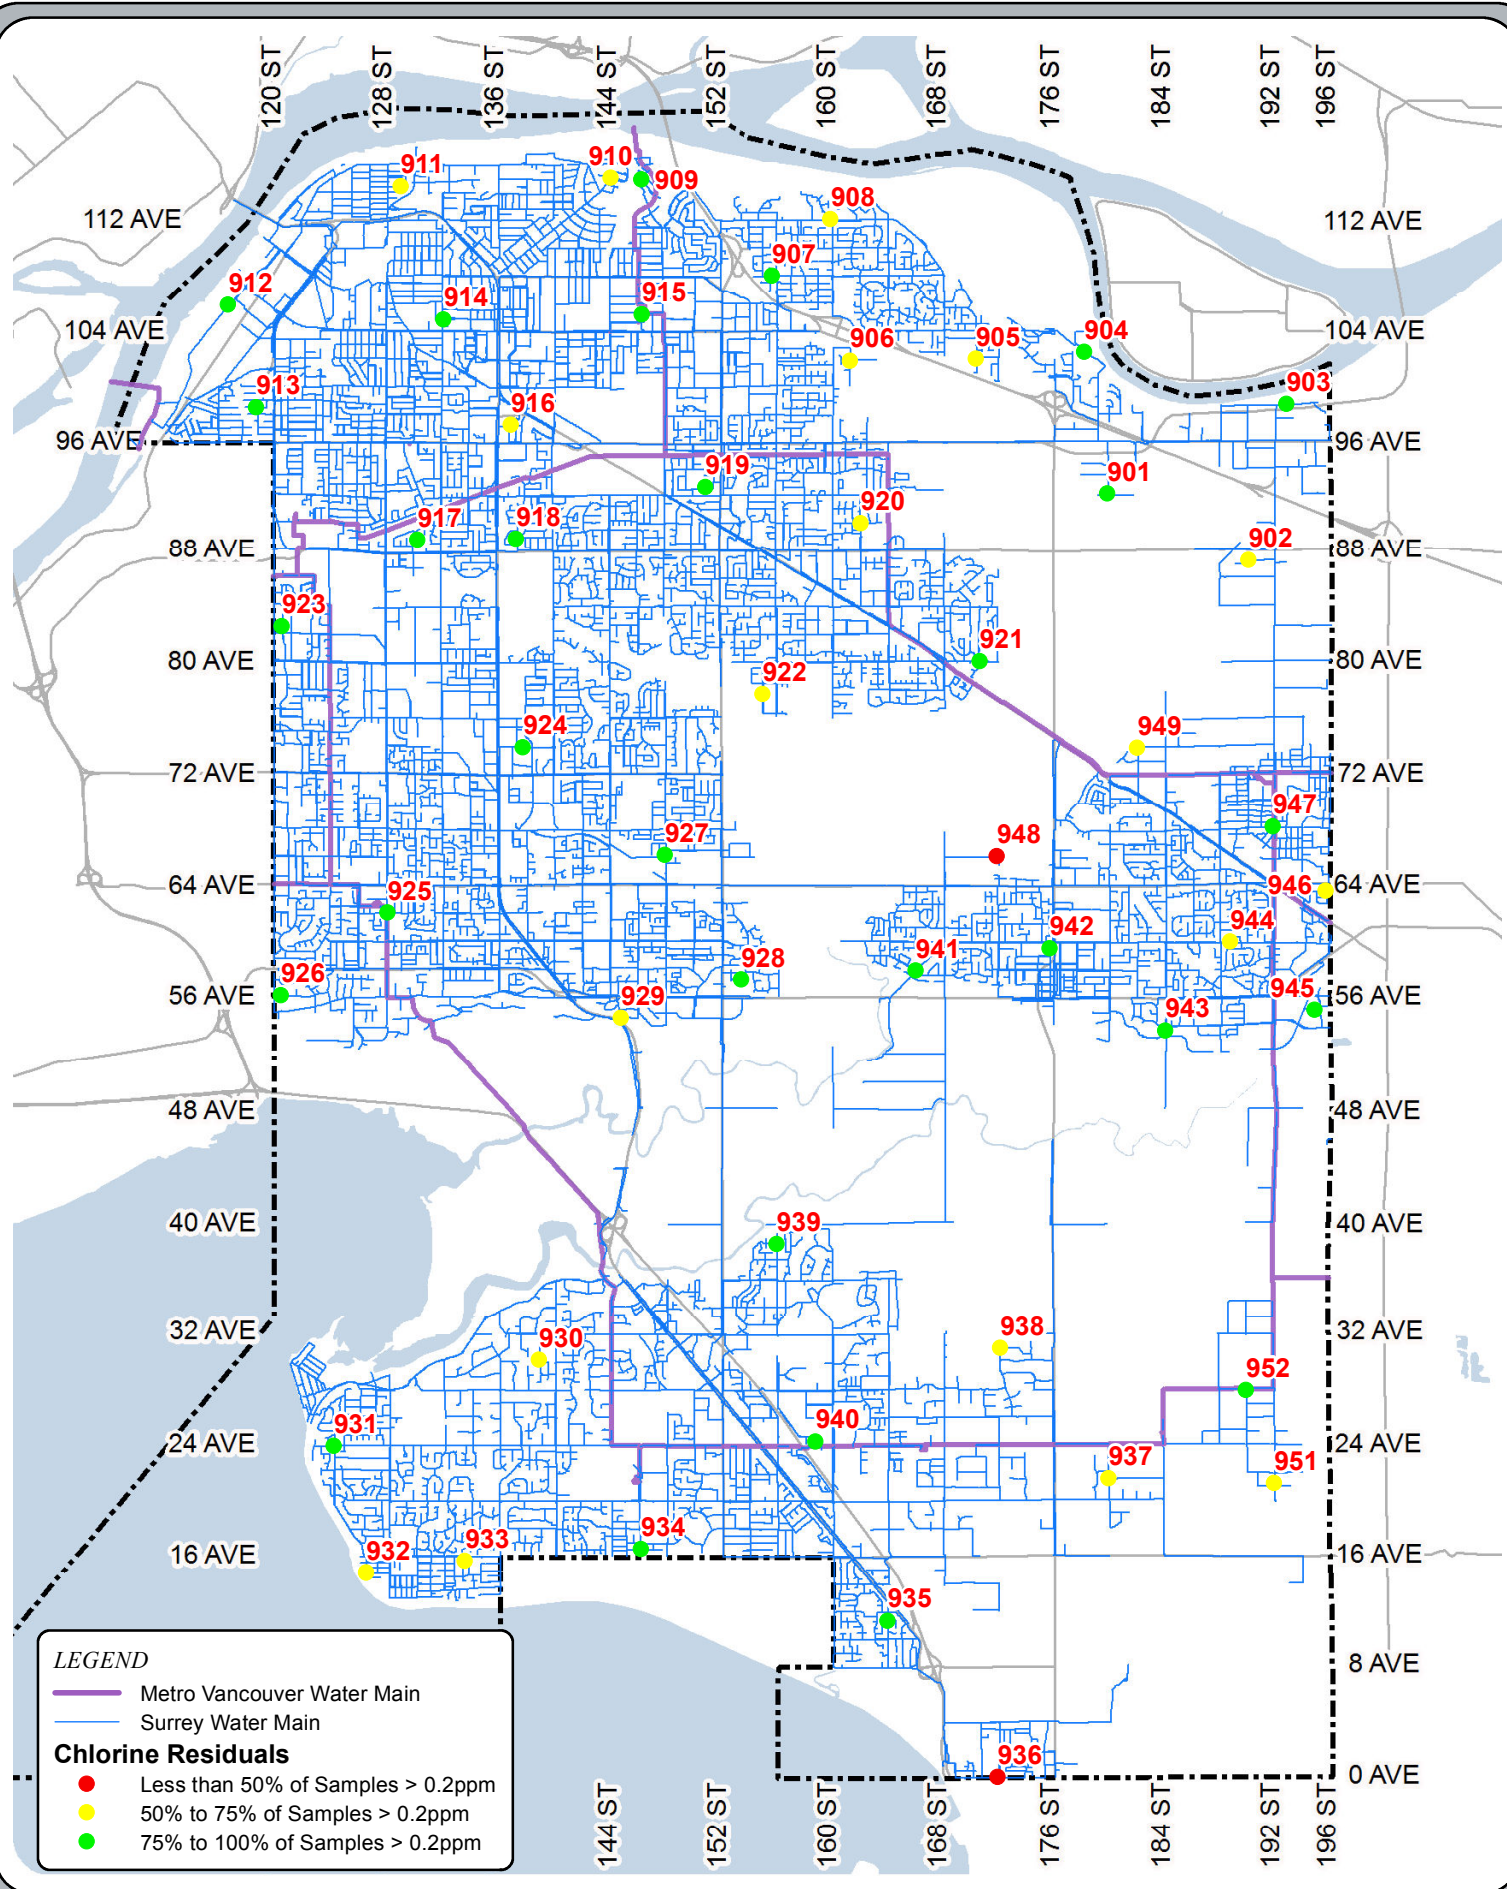 120 ST
128 ST
136 ST
144 ST
152 ST
160 ST
168 ST
176 ST
184 ST
192 ST
196 ST
911
910
909
908
112 AVE
112 AVE
907
912
914
915
104 AVE
906
905
904
104 AVE
913
903
916
96 AVE
96 AVE
919
901
920
917
918
902
88 AVE
88 AVE
923
921
80 AVE
80 AVE
922
924
949
72 AVE
72 AVE
947
927
948
64 AVE
946
64 AVE
925
944
942
941
926
928
56 AVE
929
945
56 AVE
943
48 AVE
48 AVE
40 AVE
939
40 AVE
32 AVE
938
32 AVE
930
952
931
940
24 AVE
24 AVE
937
951
934
933
932
16 AVE
16 AVE
935
8 AVE
936
0 AVE
LEGEND
Metro Vancouver Water Main
Surrey Water Main
Chlorine Residuals
Less than 50% of Samples > 0.2ppm
50% to 75% of Samples > 0.2ppm
75% to 100% of Samples > 0.2ppm
144 ST
152 ST
160 ST
168 ST
176 ST
184 ST
192 ST
196 ST